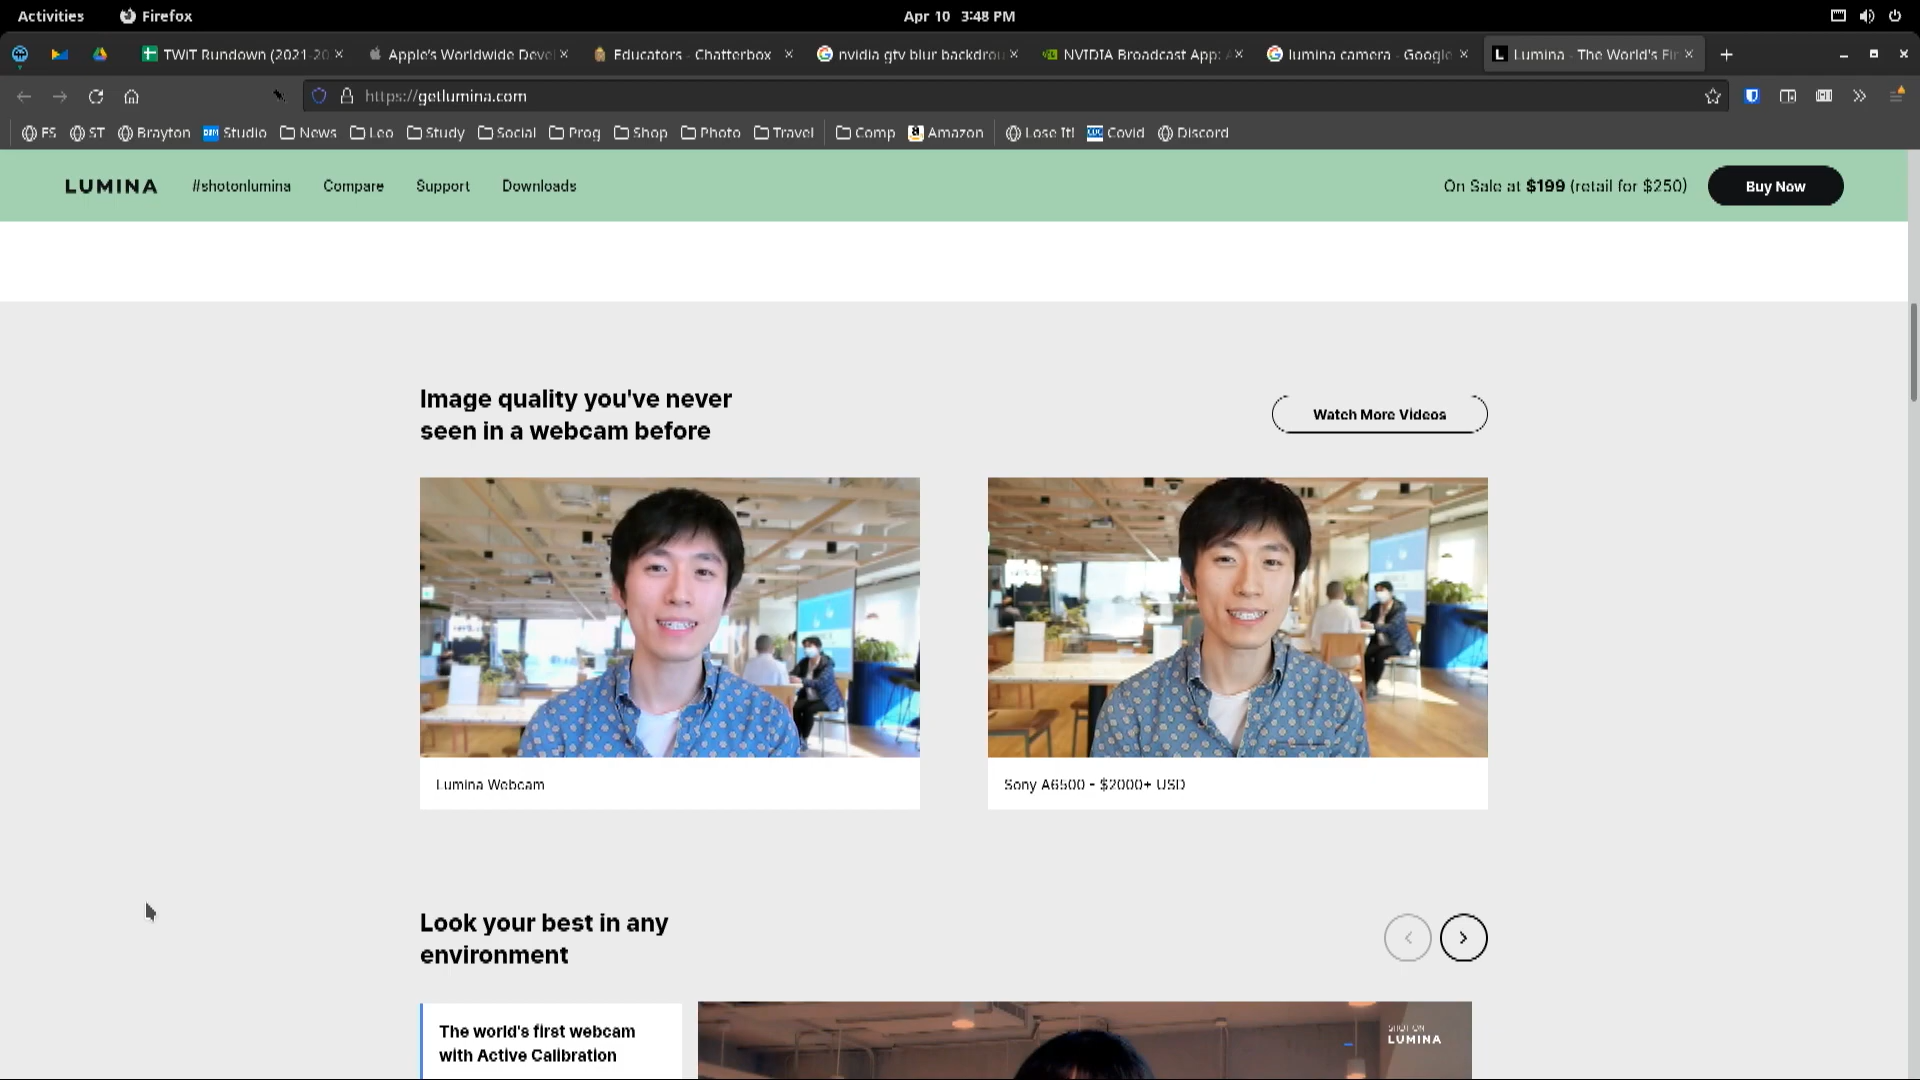 Activities Firefox Apr 10 3:48 PM
TWiT Rundown (2021-20 Apple's Worldwide Deve Educators - Chatterbox nvidia gtv blur backdrou NVIDIA Broadcast App: A lumina camera - Google Lumina - The World's Fir
https://getlumina.com
FS ST Brayton Studio News Leo Study Social Prog Shop Photo Travel Comp Amazon Lose It! Covid Discord
LUMINA #shotonlumina Compare Support Downloads On Sale at $199 (retail for $250) Buy Now
Image quality you've never
seen in a webcam before
Watch More Videos
Lumina Webcam
Sony A6500 - $2000+ USD
Look your best in any
environment
The world's first webcam
with Active Calibration
SHOT ON
LUMINA